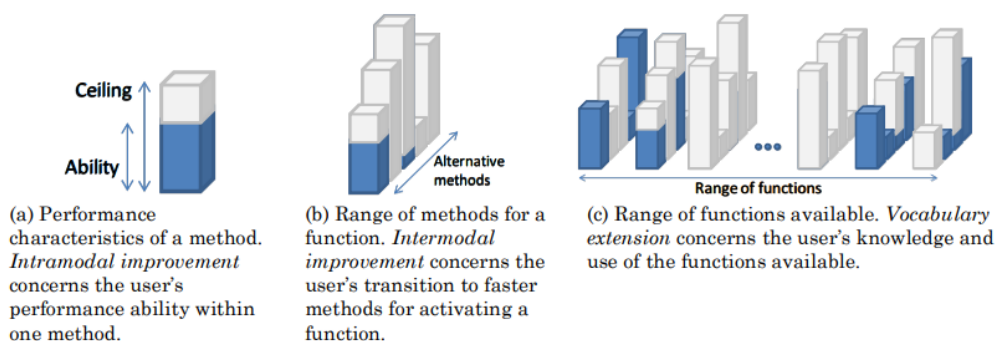 Ceiling
Ability
Alternative
methods
Range of functions
(a) Performance
characteristics of a method.
Intramodal improvement
concerns the user's
performance ability within
one method.
(b) Range of methods for a
function. Intermodal
improvement concerns the
user's transition to faster
methods for activating a
function.
(c) Range of functions available. Vocabulary
extension concerns the user's knowledge and
use of the functions available.